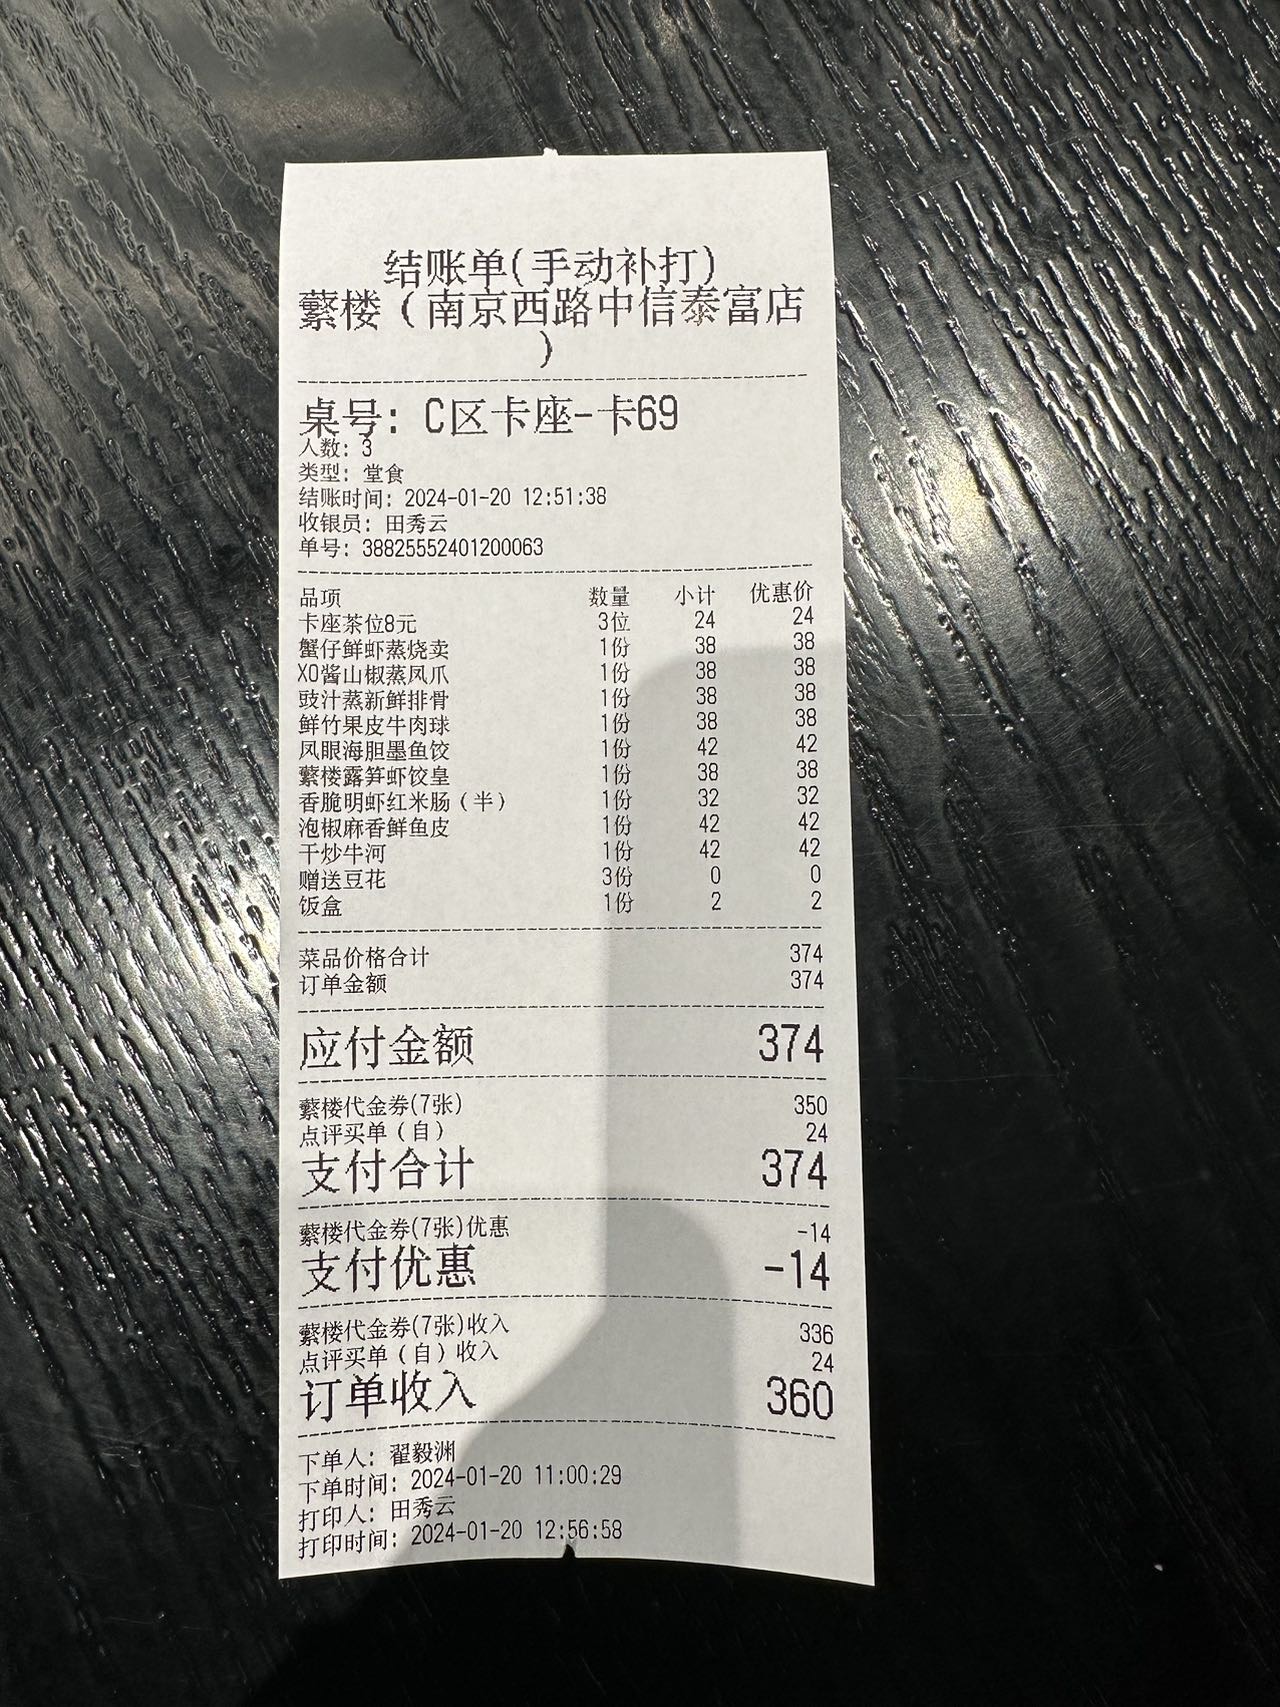 结账单(手动补打)
蘩楼（南京西路中信泰富店
）
桌号: C区卡座-卡69
人数: 3
类型: 堂食
结账时间: 2024-01-20 12:51:38
收银员: 田秀云
单号: 38825552401200063
品项 数量 小计 优惠价
卡座茶位8元 3位 24 24
蟹仔鲜虾蒸烧卖 1份 38 38
XO酱山椒蒸凤爪 1份 38 38
豉汁蒸新鲜排骨 1份 38 38
鲜竹果皮牛肉球 1份 38 38
凤眼海胆墨鱼饺 1份 42 42
蘩楼露笋虾饺皇 1份 38 38
香脆明虾红米肠（半） 1份 32 32
泡椒麻香鲜鱼皮 1份 42 42
干炒牛河 1份 42 42
赠送豆花 3份 0 0
饭盒 1份 2 2
菜品价格合计 374
订单金额 374
应付金额 374
蘩楼代金券(7张) 350
点评买单（自） 24
支付合计 374
蘩楼代金券(7张)优惠 -14
支付优惠 -14
蘩楼代金券(7张)收入 336
点评买单（自）收入 24
订单收入 360
下单人: 翟毅渊
下单时间: 2024-01-20 11:00:29
打印人: 田秀云
打印时间: 2024-01-20 12:56:58